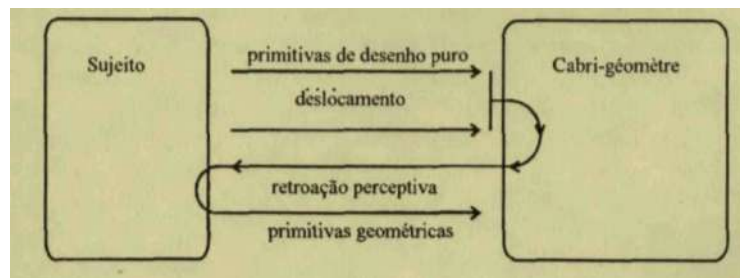 Sujeito
primitivas de desenho puro
Cabri-géomètre
deslocamento
retroação perceptiva
primitivas geométricas